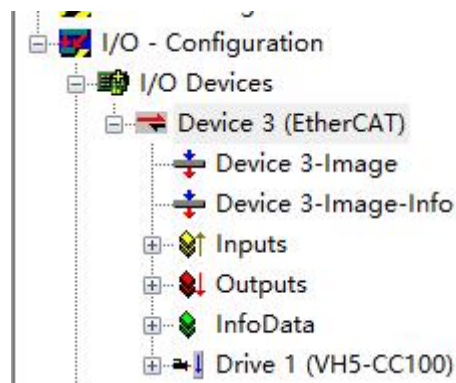 I/O - Configuration
I/O Devices
Device 3 (EtherCAT)
Device 3-Image
Device 3-Image-Info
Inputs
Outputs
InfoData
Drive 1 (VH5-CC100)